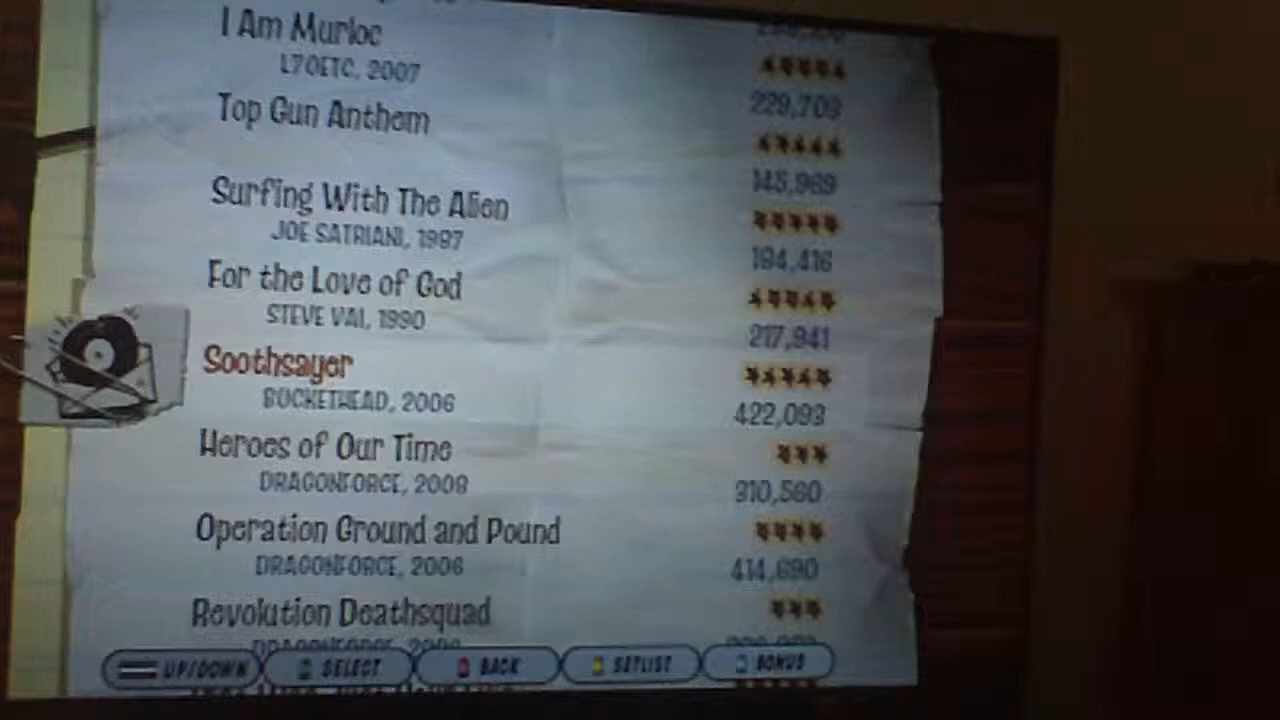 I Am Murloc
L70ETC, 2007
229,703
Top Gun Anthem
145,969
Surfing With The Alien
JOE SATRIANI, 1987
194,416
For the Love of God
STEVE VAI, 1990
217,941
Soothsayer
BUCKETHEAD, 2006
422,093
Heroes of Our Time
DRAGONFORCE, 2008
310,560
Operation Ground and Pound
DRAGONFORCE, 2006
414,690
Revolution Deathsquad
UP/DOWN SELECT BACK SETLIST BONUS